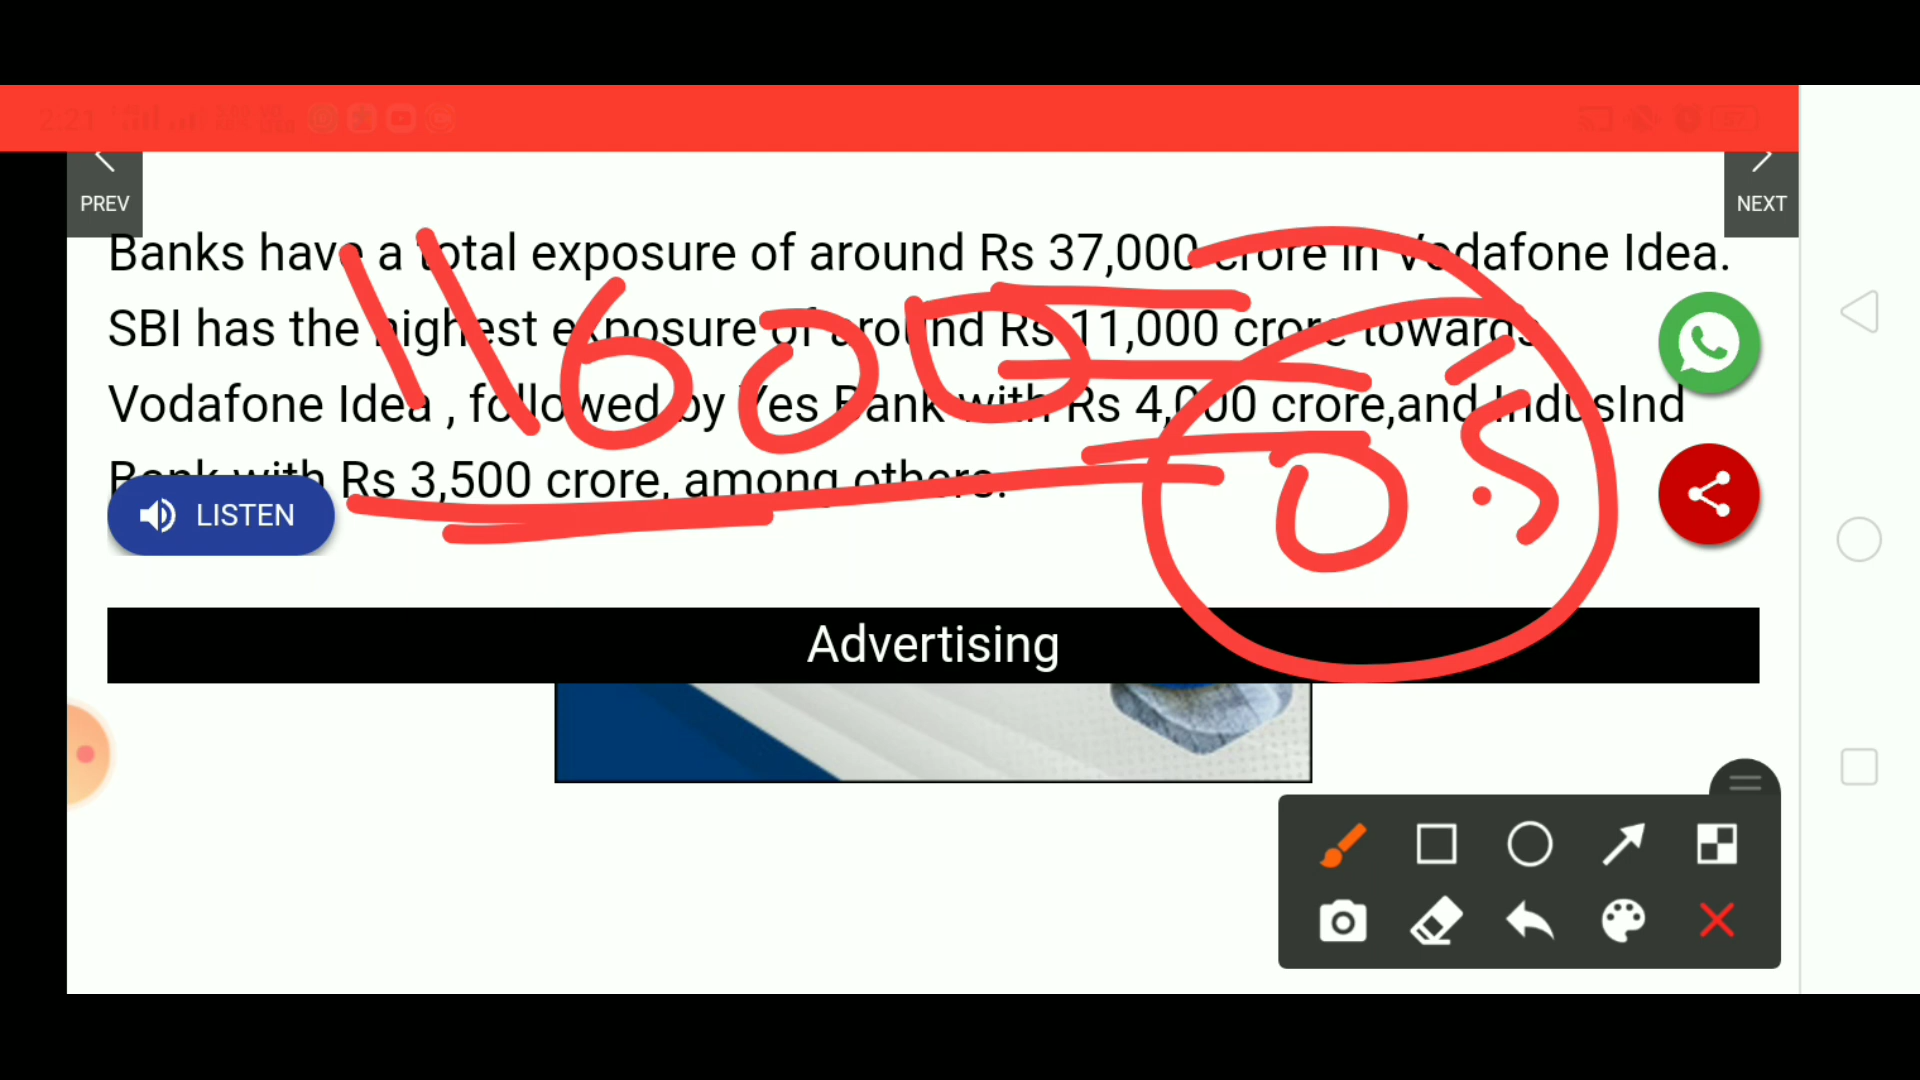 2:21
PREV
NEXT
Banks have a total exposure of around Rs 37,000 crore in Vodafone Idea.
SBI has the highest exposure of around Rs 11,000 crore towards
Vodafone Idea , followed by Yes Bank with Rs 4,000 crore,and IndusInd
Bank with Rs 3,500 crore, among others.
11600
0.5
LISTEN
Advertising